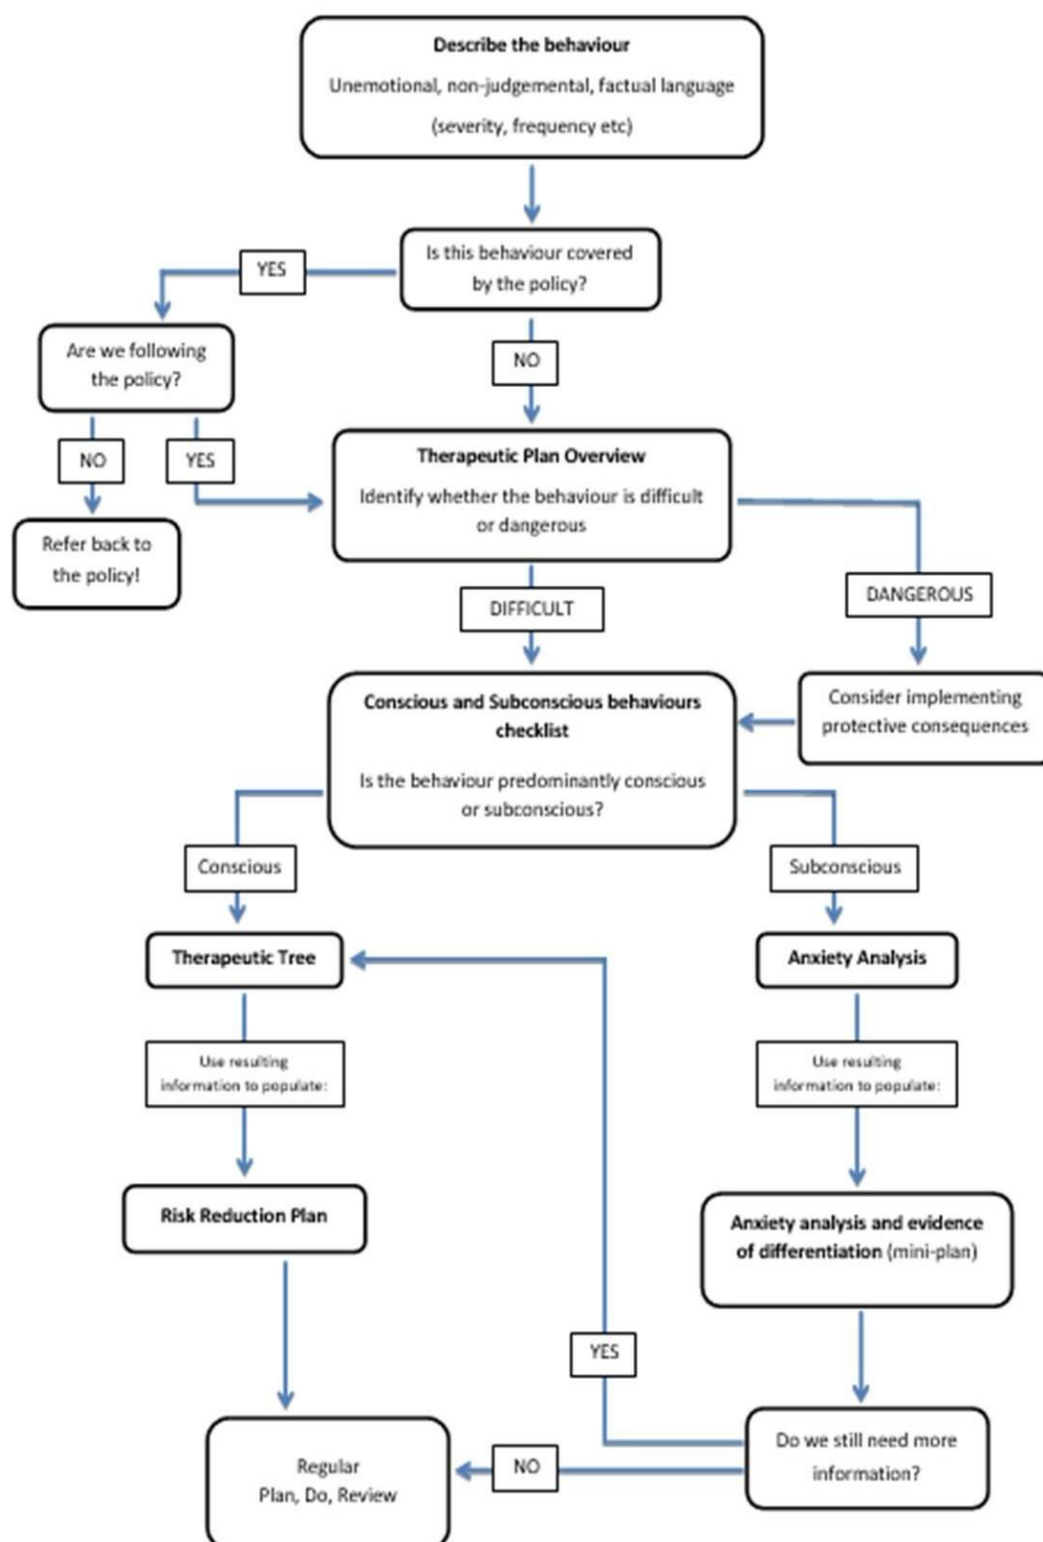 Describe the behaviour
Unemotional, non-judgemental, factual language
(severity, frequency etc)
Is this behaviour covered
by the policy?
YES
Are we following
the policy?
NO
NO
YES
Therapeutic Plan Overview
Identify whether the behaviour is difficult
or dangerous
Refer back to
the policy!
DIFFICULT
DANGEROUS
Conscious and Subconscious behaviours
checklist
Is the behaviour predominantly conscious
or subconscious?
Consider implementing
protective consequences
Conscious
Subconscious
Therapeutic Tree
Anxiety Analysis
Use resulting
information to populate:
Use resulting
information to populate:
Risk Reduction Plan
Anxiety analysis and evidence
of differentiation (mini-plan)
YES
Do we still need more
information?
NO
Regular
Plan, Do, Review